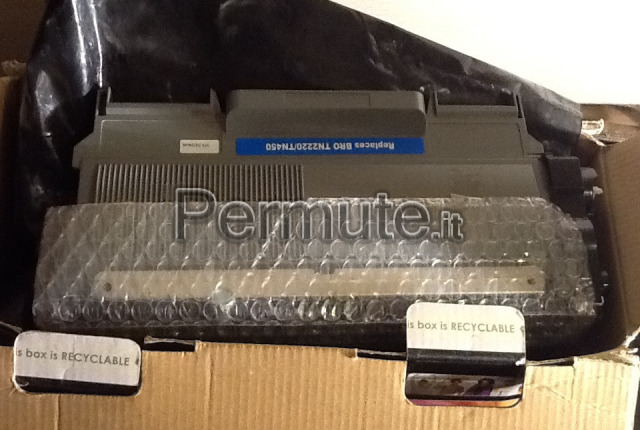 Replaces BRO TN2220/TN450
Permute.it
is box is RECYCLABLE
is box is RECYCLABLE